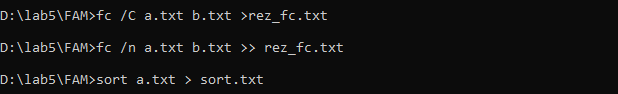 D:\lab5\FAM>fc /C a.txt b.txt >rez_fc.txt
D:\lab5\FAM>fc /n a.txt b.txt >> rez_fc.txt
D:\lab5\FAM>sort a.txt > sort.txt